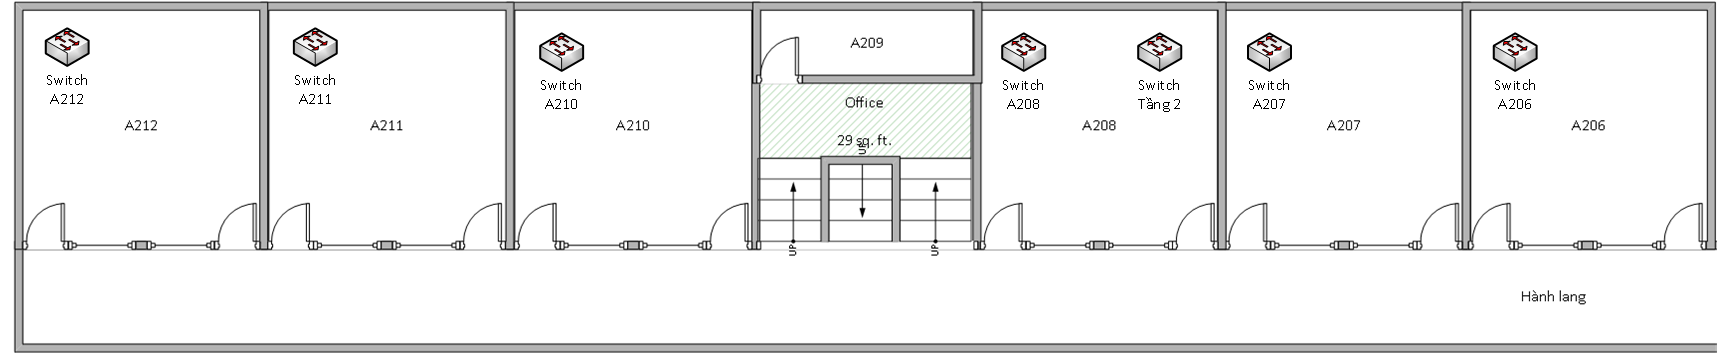 Switch
A212
A212
Switch
A211
A211
Switch
A210
A210
A209
Office
29 sq. ft.
UP
UP
UP
Switch
A208
A208
Switch
Tầng 2
Switch
A207
A207
Switch
A206
A206
Hành lang